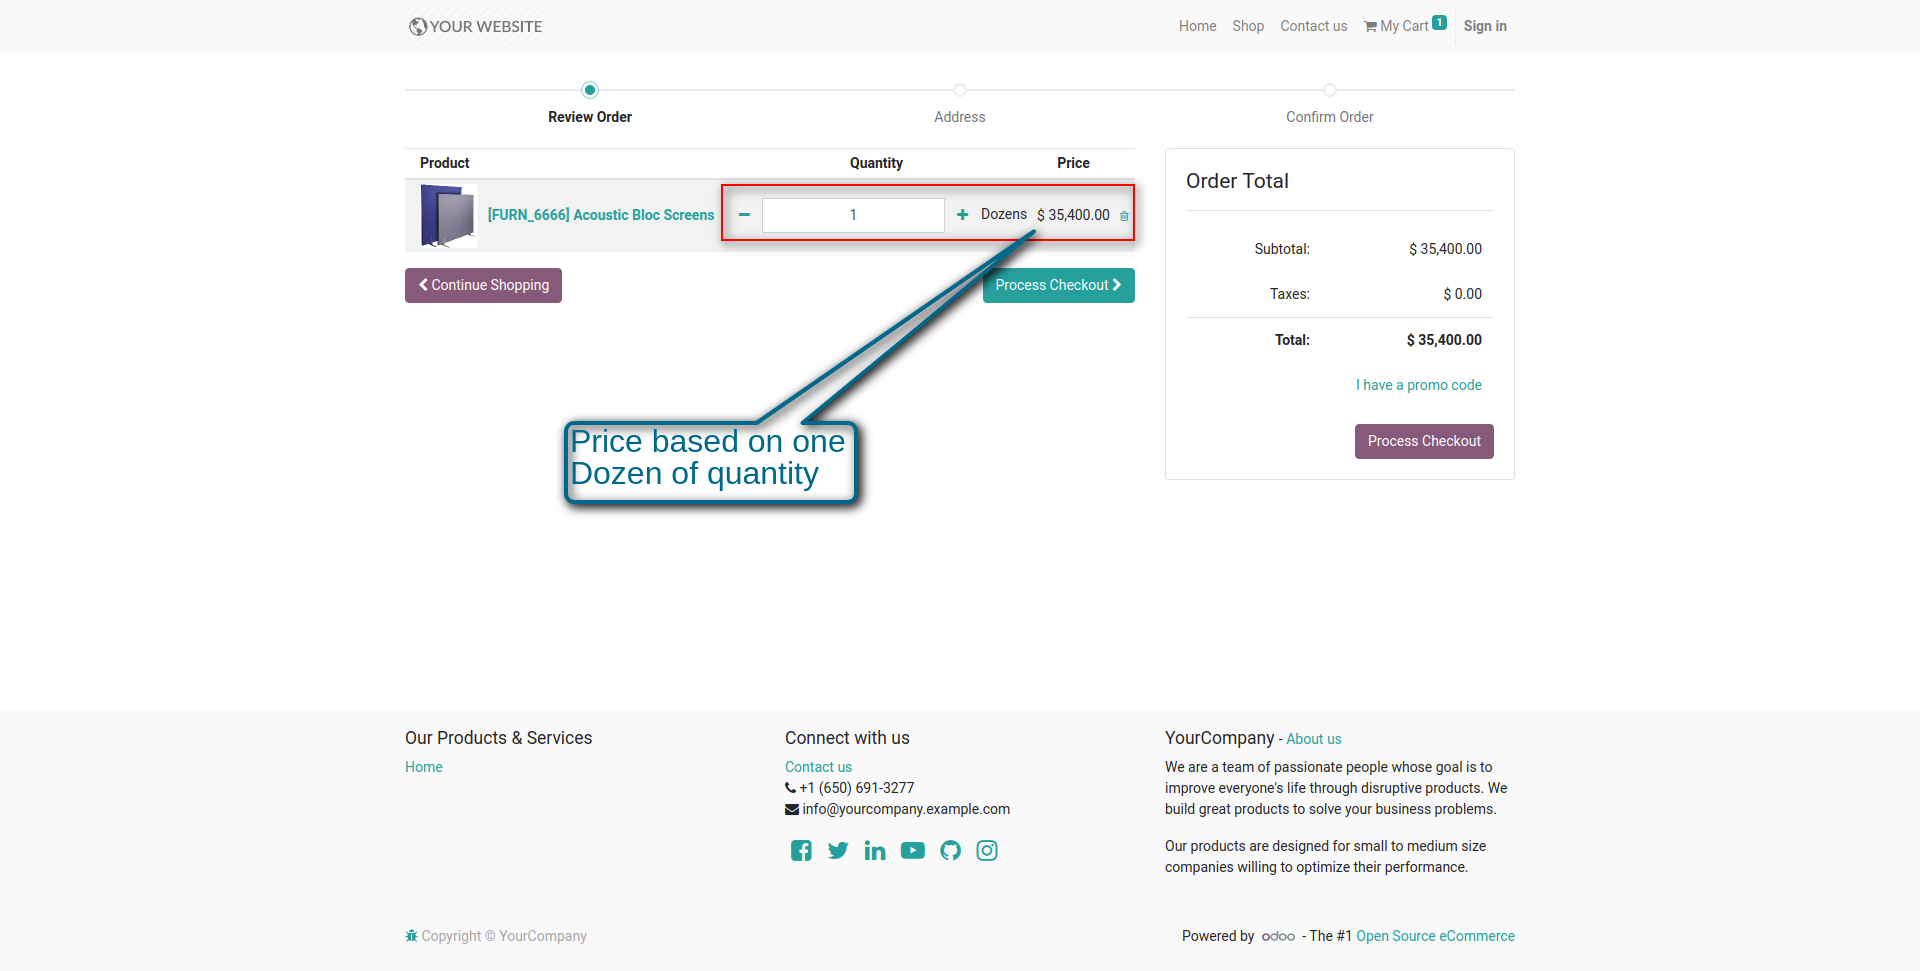 YOUR WEBSITE
Home Shop Contact us My Cart 1 Sign in
Review Order Address Confirm Order
Product Quantity Price
[FURN_6666] Acoustic Bloc Screens 1 Dozens $ 35,400.00
Continue Shopping
Process Checkout
Price based on one
Dozen of quantity
Order Total
Subtotal: $ 35,400.00
Taxes: $ 0.00
Total: $ 35,400.00
I have a promo code
Process Checkout
Our Products & Services
Home
Connect with us
Contact us
+1 (650) 691-3277
info@yourcompany.example.com
YourCompany - About us
We are a team of passionate people whose goal is to
improve everyone's life through disruptive products. We
build great products to solve your business problems.
Our products are designed for small to medium size
companies willing to optimize their performance.
Copyright © YourCompany
Powered by odoo - The #1 Open Source eCommerce